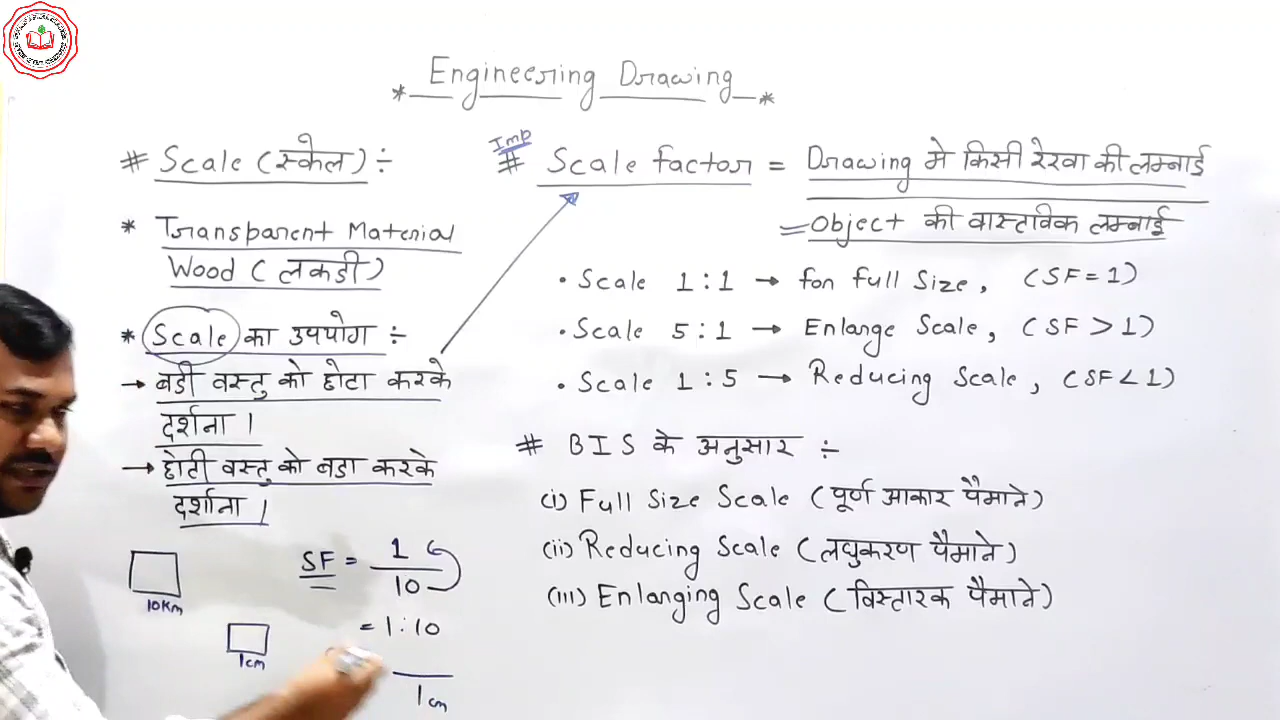 Engineering Drawing
# Scale (स्केल) ÷
* Transparent Material
Wood (लकडी)
* Scale का उपयोग ÷
→ बडी वस्तु को छोटा करके
दर्शना ।
→ छोटी वस्तु को बडा करके
दर्शाना ।
10Km
1cm
SF = 1
10
= 1:10
1cm
Imp
# Scale factor = Drawing मे किसी रेखा की लम्बाई
Object की वास्तविक लम्बाई
• Scale 1:1 → for full Size, (SF=1)
• Scale 5:1 → Enlarge Scale, (SF > 1)
• Scale 1:5 → Reducing Scale, (SF < 1)
# BIS के अनुसार ÷
(i) Full Size Scale (पूर्ण आकार पैमाने)
(ii) Reducing Scale (लघुकरण पैमाने)
(iii) Enlarging Scale (विस्तारक पैमाने)